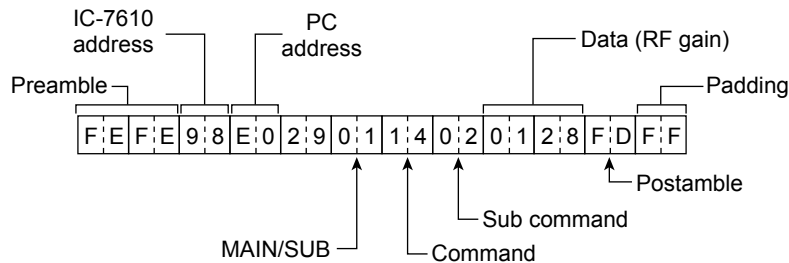 IC-7610
address
PC
address
Data (RF gain)
Preamble
Padding
F E F E 9 8 E 0 2 9 0 1 1 4 0 2 0 1 2 8 F D F F
Postamble
Sub command
MAIN/SUB
Command